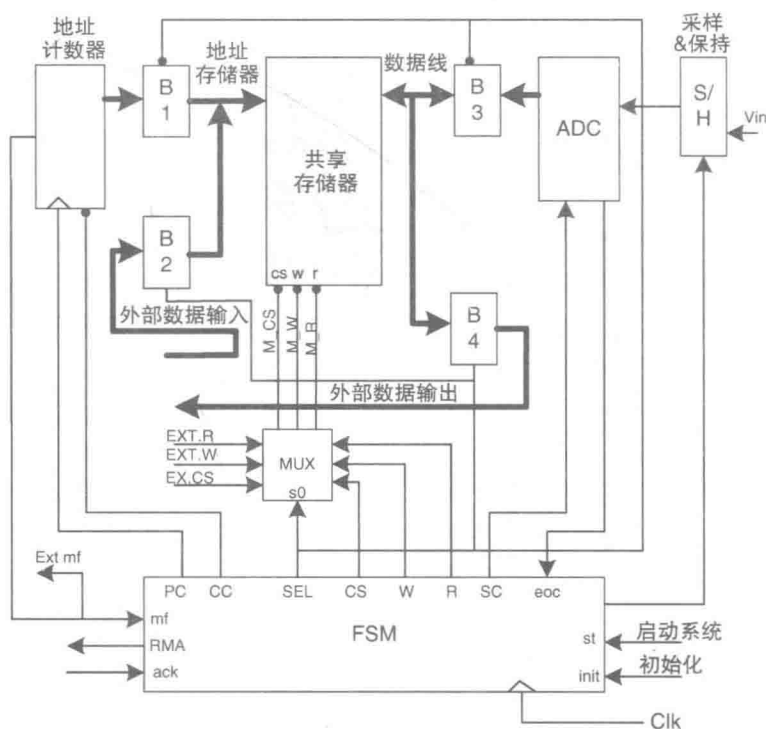 地址
计数器
B
1
地址
存储器
数据线
B
3
采样
&保持
ADC
S/
H
Vin
共享
存储器
B
2
外部数据输入
cs w r
M_CS
M_W
M_R
B
4
外部数据输出
EXT.R
EXT.W
EX.CS
MUX
s0
Ext mf
PC CC SEL CS W R SC eoc
mf
FSM
RMA
ack
st
启动系统
init
初始化
Clk